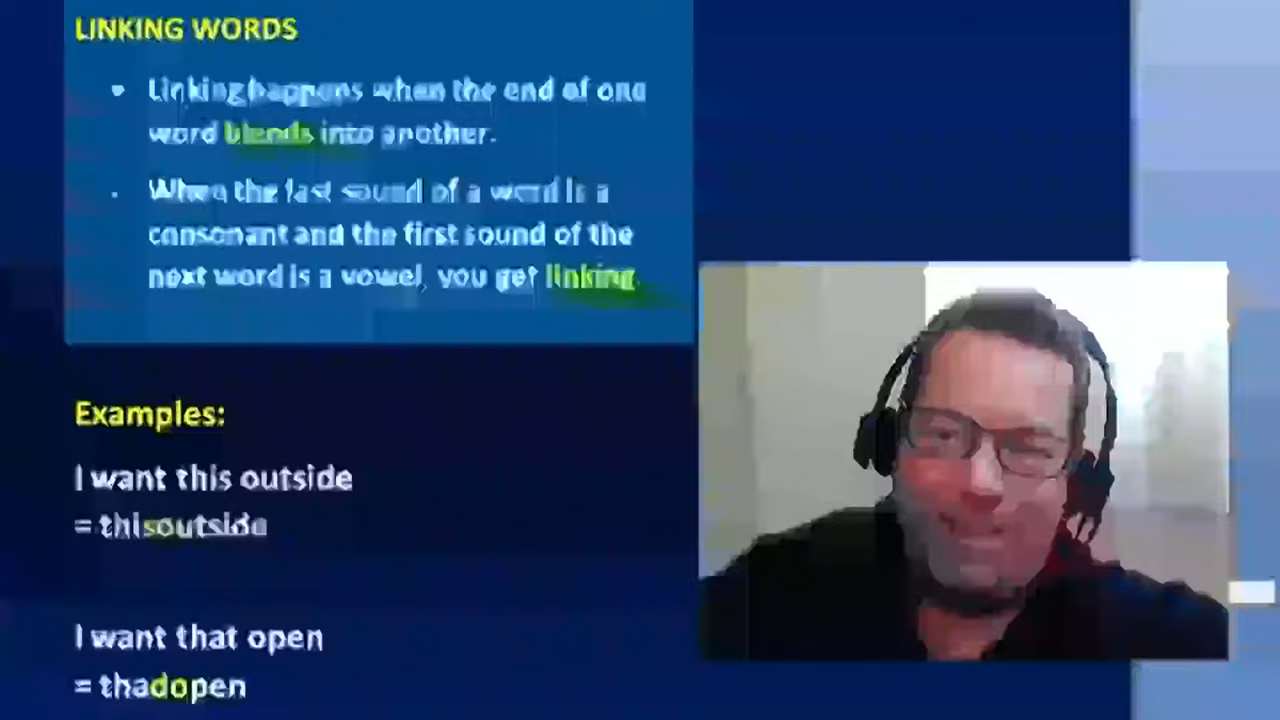 LINKING WORDS
• Linking happens when the end of one
word blends into another.
• When the last sound of a word is a
consonant and the first sound of the
next word is a vowel, you get linking.
Examples:
I want this outside
= thisoutside
I want that open
= thadopen